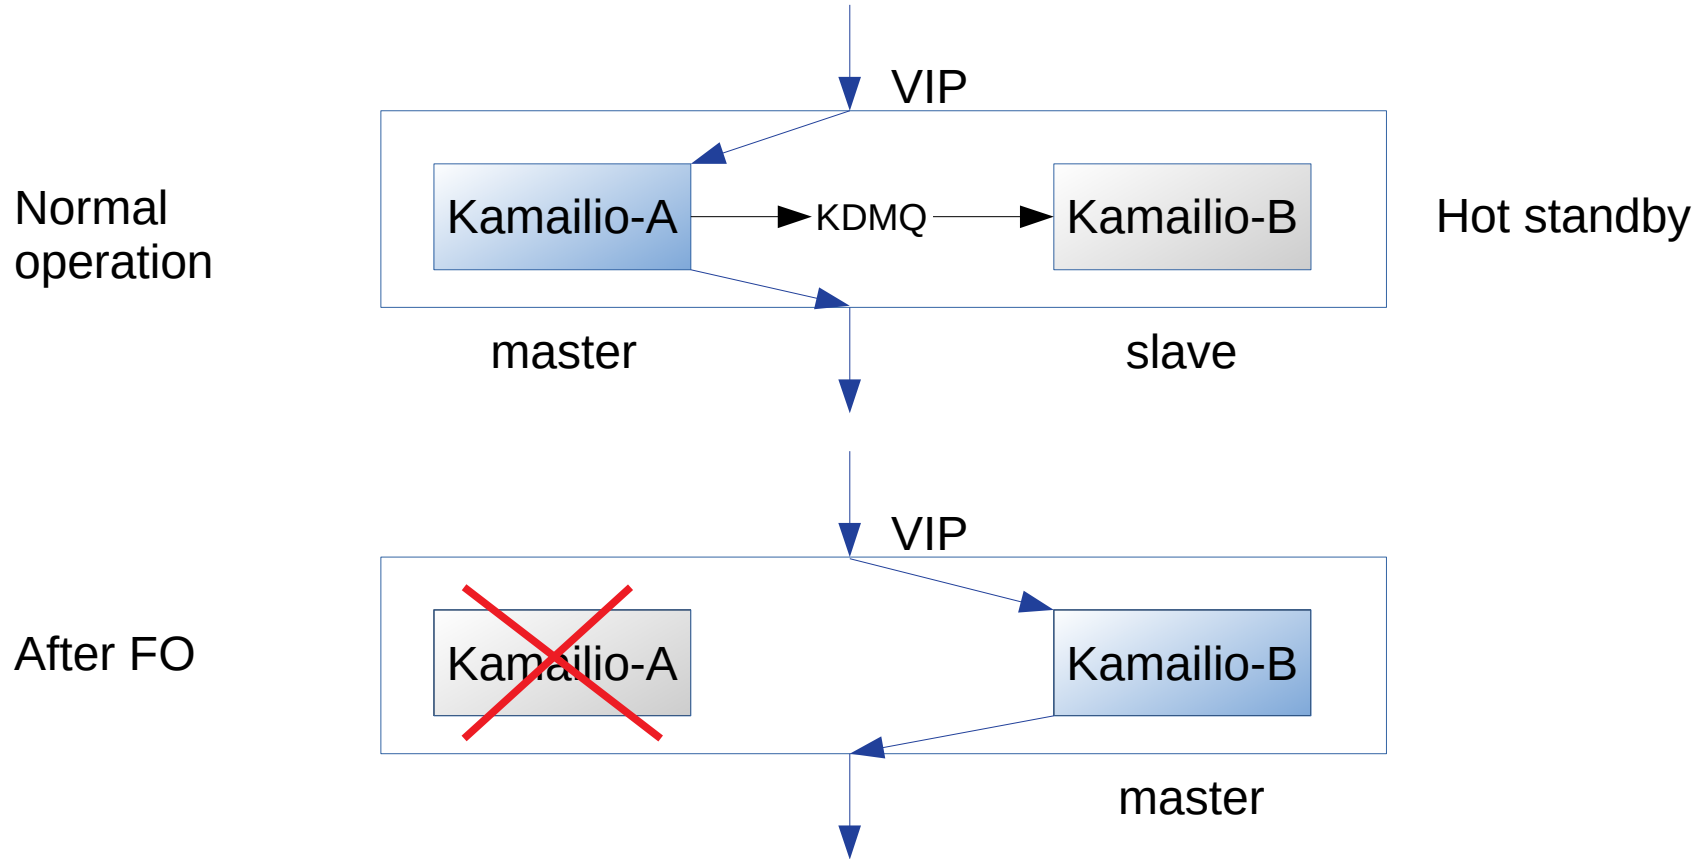 VIP
Normal
operation
Kamailio-A
KDMQ
Kamailio-B
Hot standby
master
slave
VIP
After FO
Kamailio-A
Kamailio-B
master